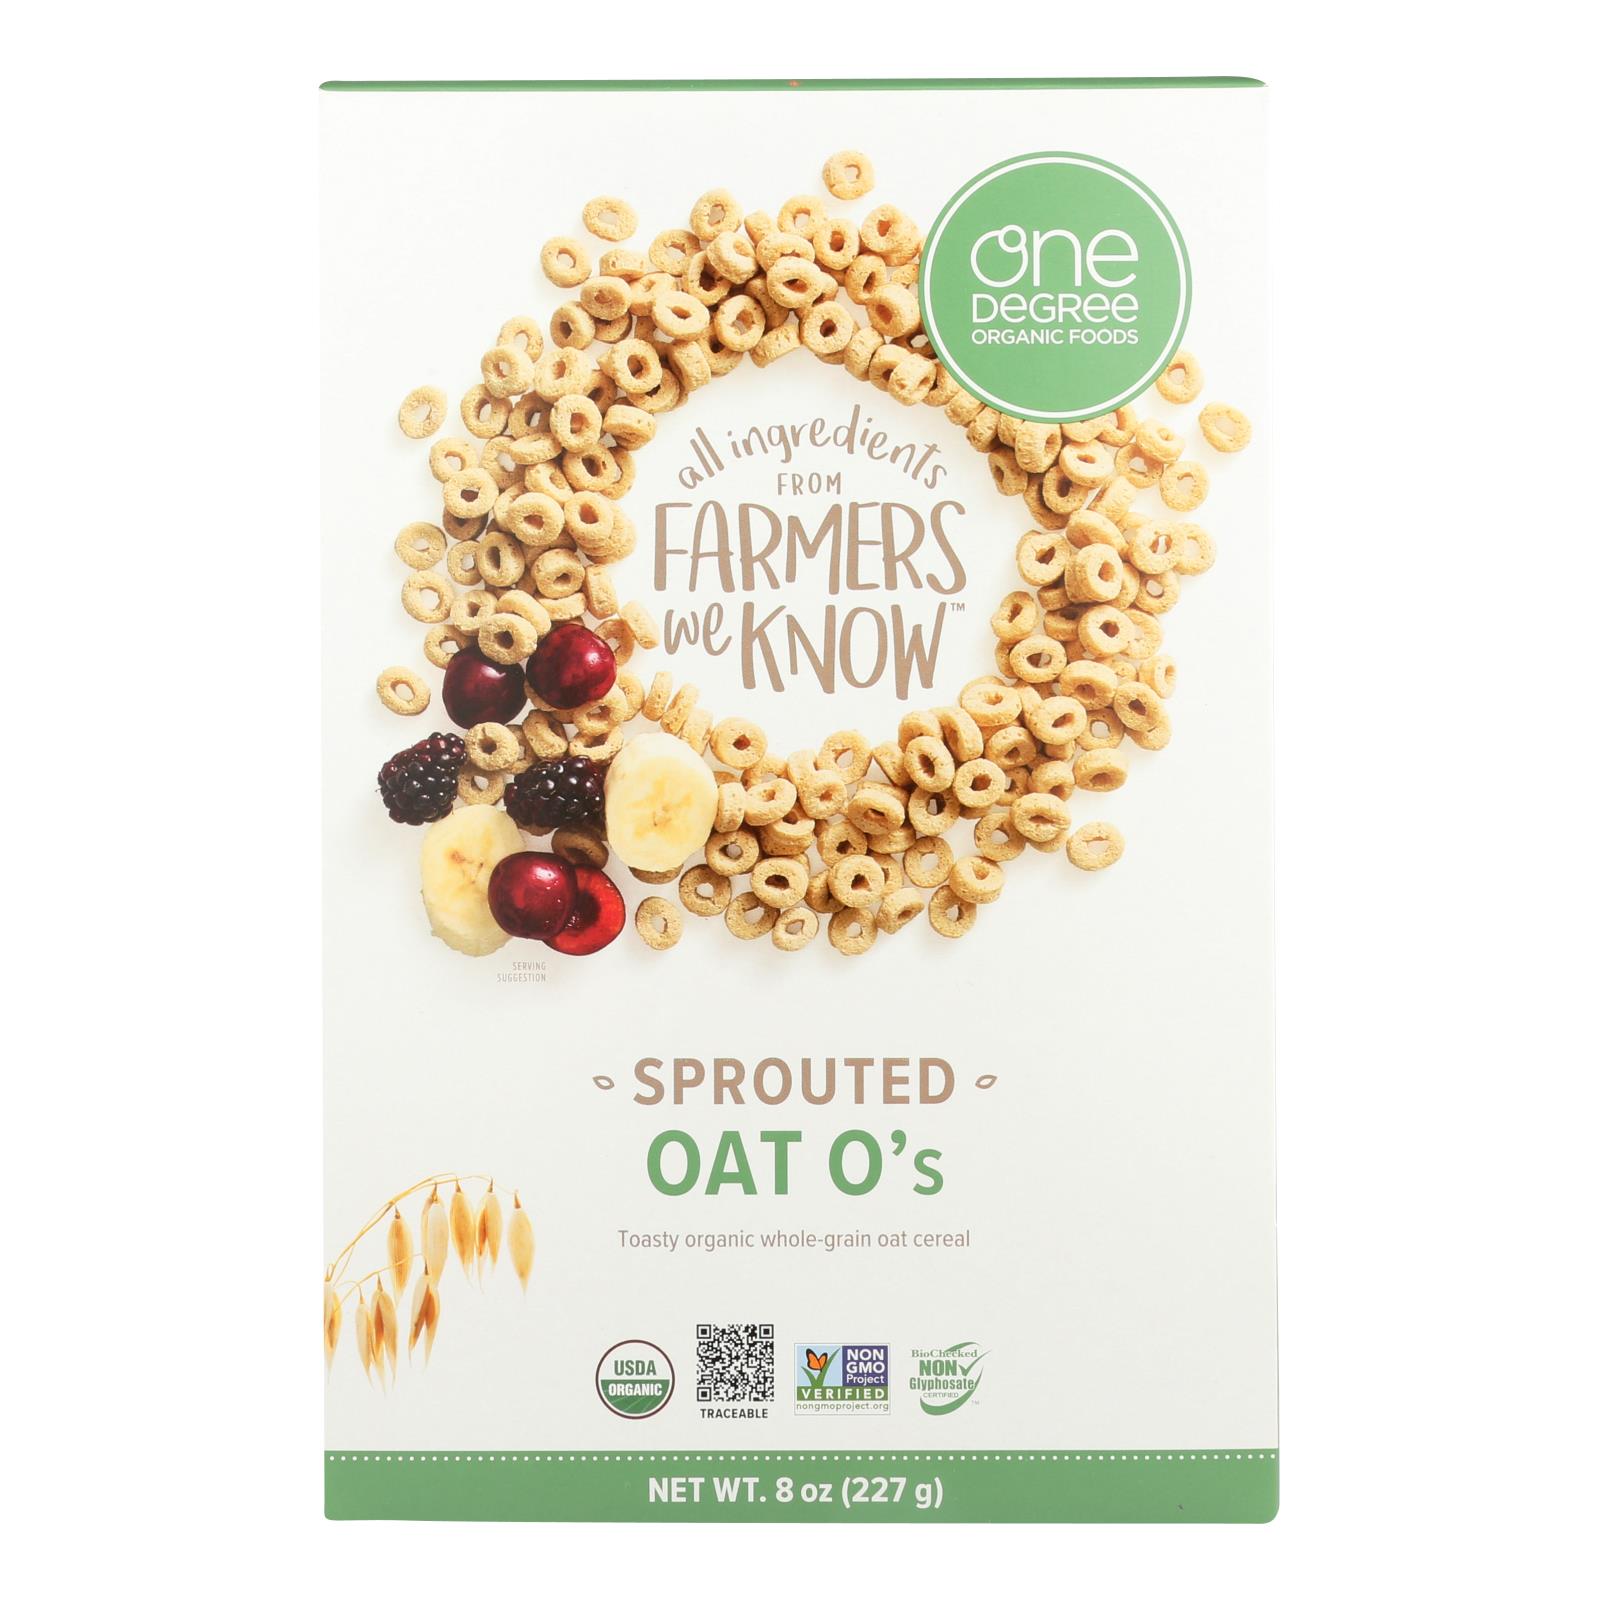 one
DEGREE
ORGANIC FOODS
all ingredients
FROM
FARMERS
we KNOW™
SERVING
SUGGESTION
SPROUTED
OAT O's
Toasty organic whole-grain oat cereal
USDA
ORGANIC
TRACEABLE
NON
GMO
Project
VERIFIED
nongmoproject.org
BioChecked
NON
Glyphosate
CERTIFIED
™
NET WT. 8 oz (227 g)